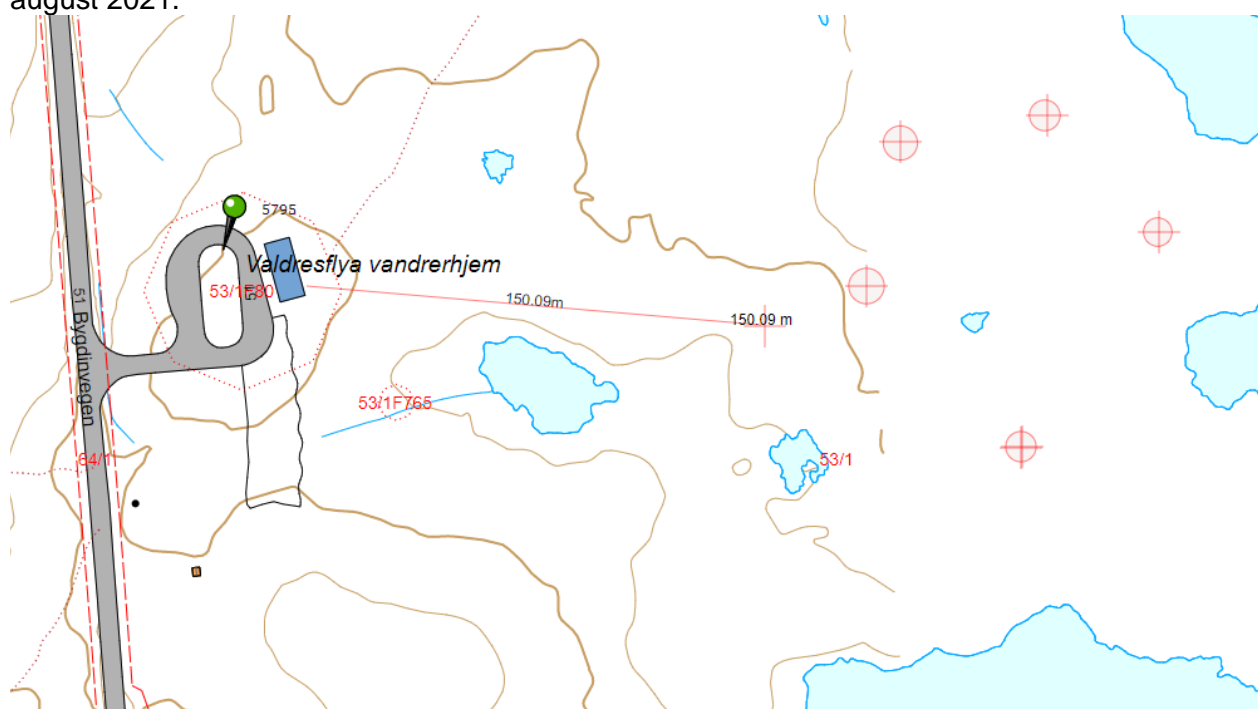 august 2021.
5795
Valdresflya vandrerhjem
53/1F80
150.09m
150.09 m
51 Bygdinvegen
53/1F765
64/1
53/1